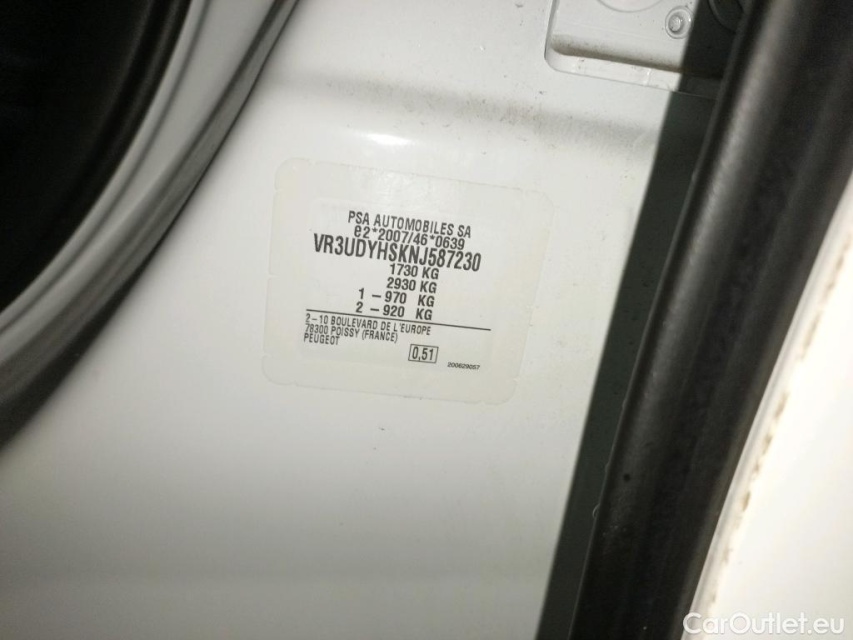 PSA AUTOMOBILES SA
e2*2007/46*0639
VR3UDYHSKNJ587230
1730 KG
2930 KG
1 - 970 KG
2 - 920 KG
2-10 BOULEVARD DE L'EUROPE
78300 POISSY (FRANCE)
PEUGEOT
0,51
200629057
CarOutlet.eu